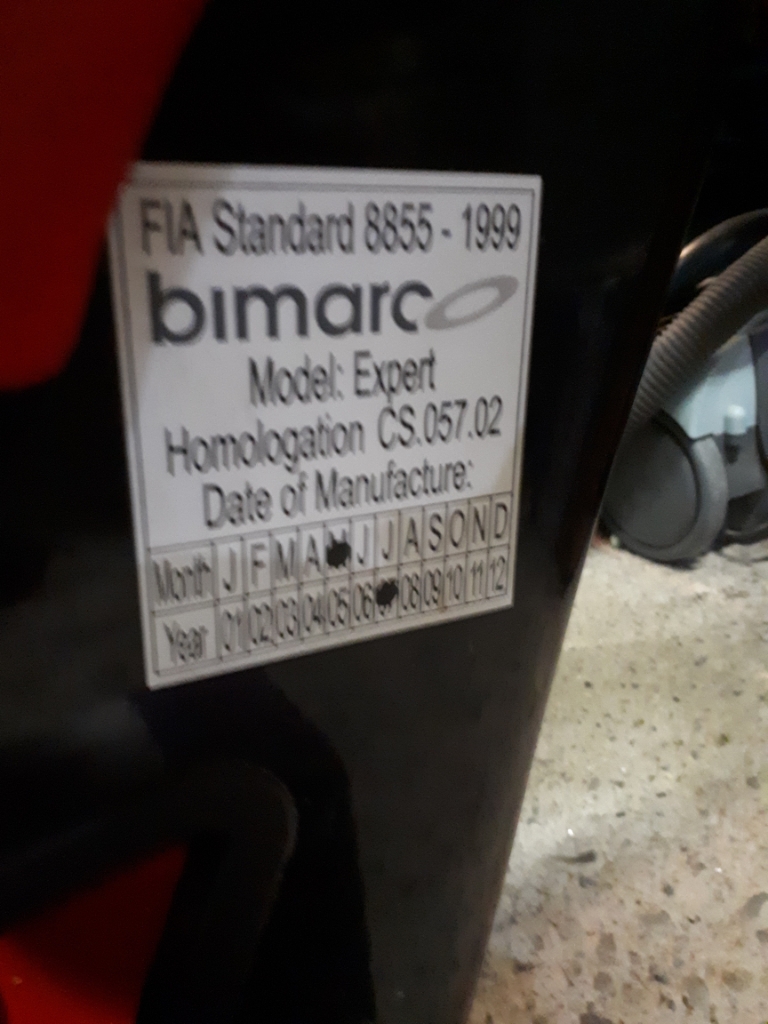 FIA Standard 8855 - 1999
bimarco
Model: Expert
Homologation CS.057.02
Date of Manufacture:
Month J F M A J J A S O N D
Year 01 02 03 04 05 06 08 09 10 11 12